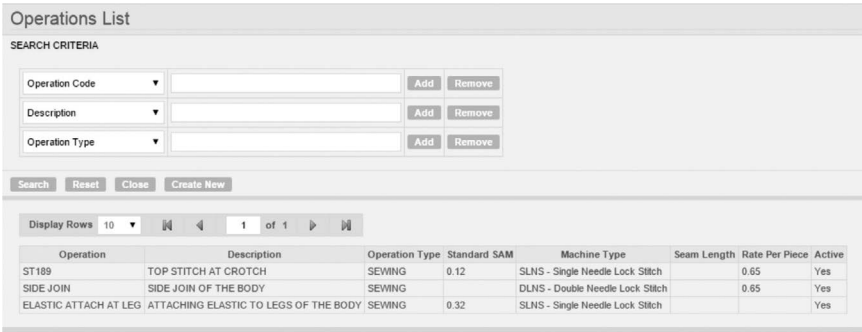 Operations List
SEARCH CRITERIA
Operation Code Add Remove
Description Add Remove
Operation Type Add Remove
Search Reset Close Create New
Display Rows 10 1 of 1
Operation Description Operation Type Standard SAM Machine Type Seam Length Rate Per Piece Active
ST189 TOP STITCH AT CROTCH SEWING 0.12 SLNS - Single Needle Lock Stitch 0.65 Yes
SIDE JOIN SIDE JOIN OF THE BODY SEWING DLNS - Double Needle Lock Stitch 0.65 Yes
ELASTIC ATTACH AT LEG ATTACHING ELASTIC TO LEGS OF THE BODY SEWING 0.32 SLNS - Single Needle Lock Stitch Yes